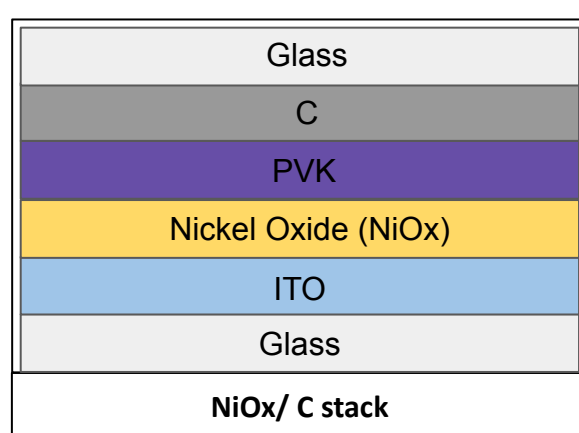 Glass
C
PVK
Nickel Oxide (NiOx)
ITO
Glass
NiOx/ C stack